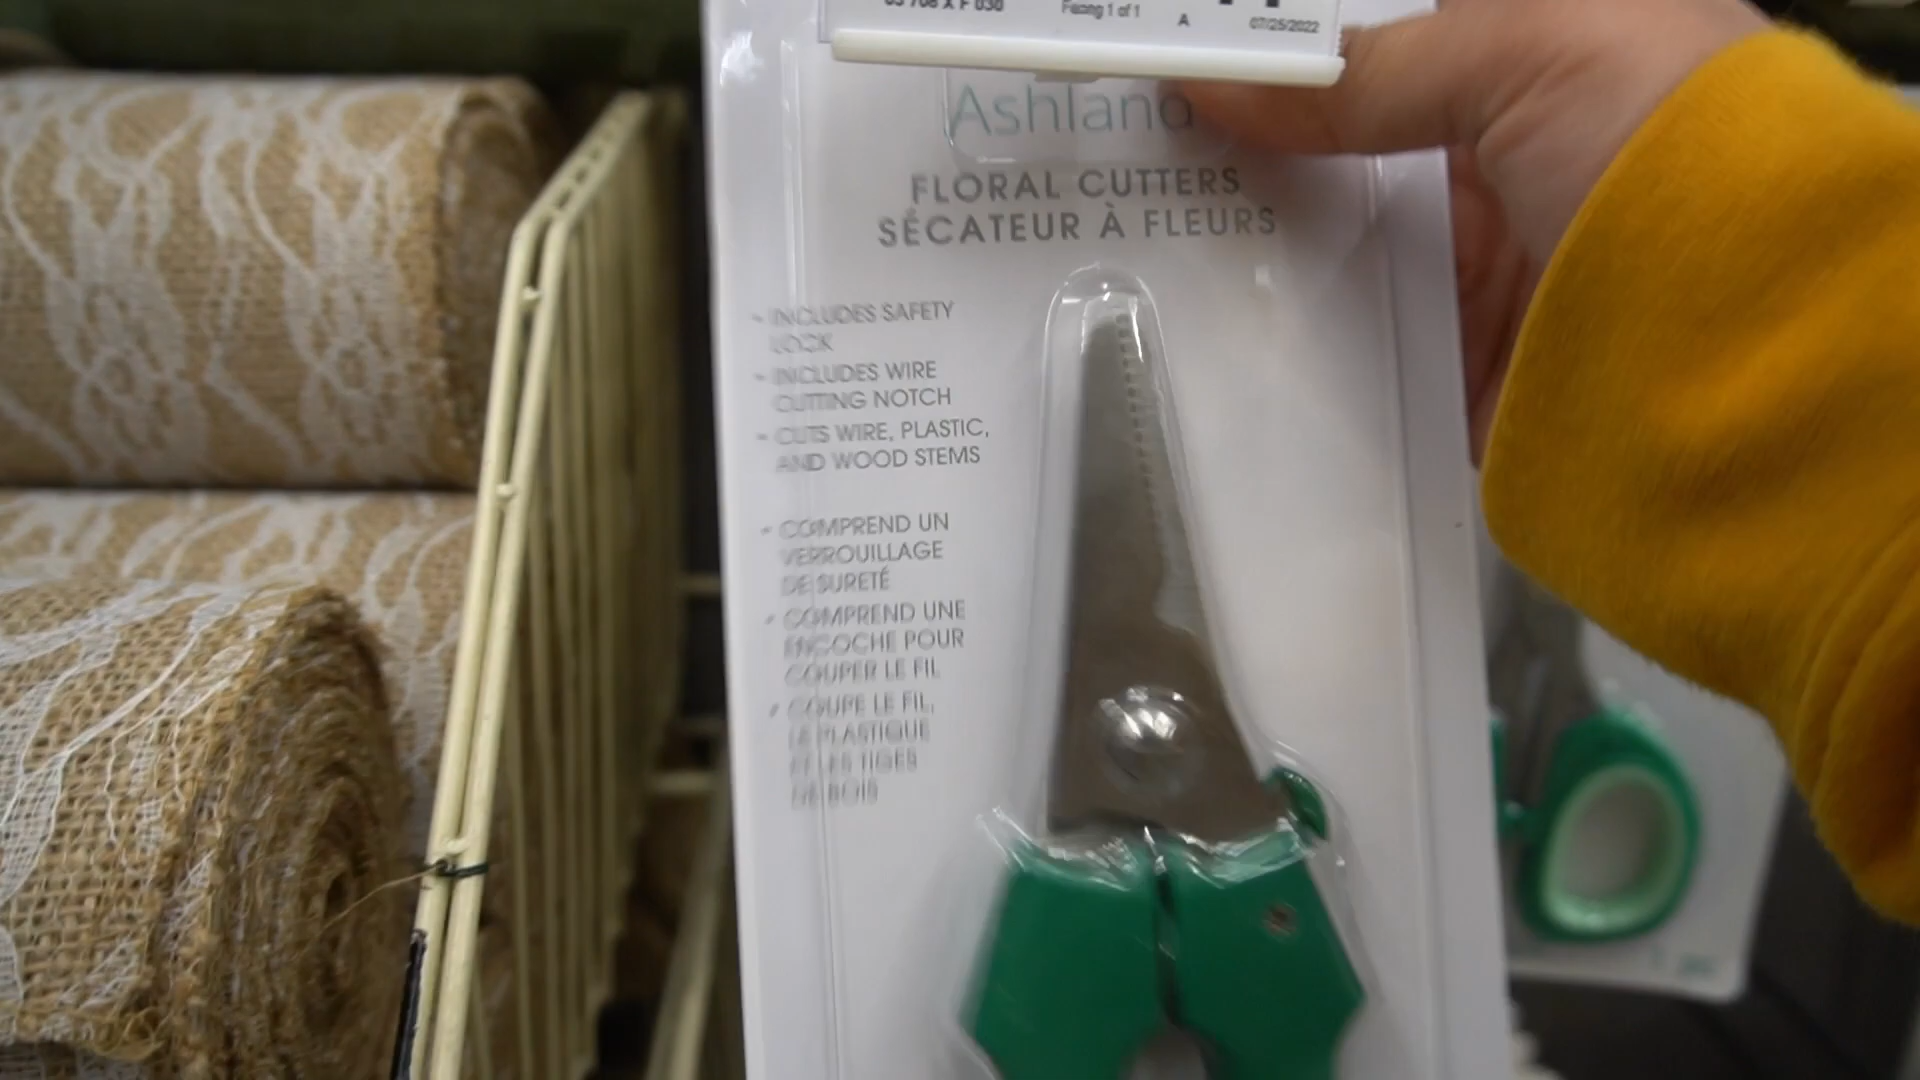 Facing 1 of 1
A
07/25/2022
Ashland
FLORAL CUTTERS
SÉCATEUR À FLEURS
- INCLUDES SAFETY
LOCK
- INCLUDES WIRE
CUTTING NOTCH
- CUTS WIRE, PLASTIC,
AND WOOD STEMS
- COMPREND UN
VERROUILLAGE
DE SURETÉ
- COMPREND UNE
ENCOCHE POUR
COUPER LE FIL
- COUPE LE FIL,
LE PLASTIQUE
ET LES TIGES
DE BOIS